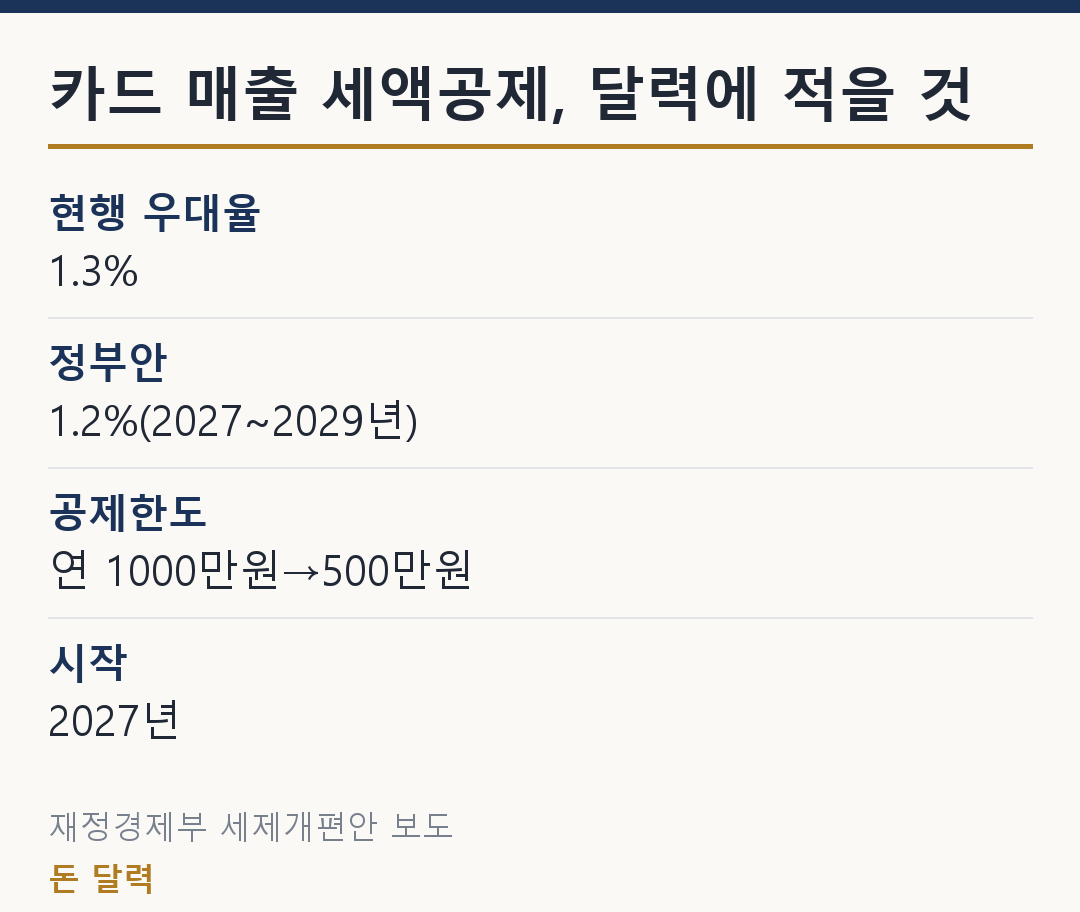 카드 매출 세액공제, 달력에 적을 것
현행 우대율
1.3%
정부안
1.2%(2027~2029년)
공제한도
연 1000만원→500만원
시작
2027년
재정경제부 세제개편안 보도
돈 달력